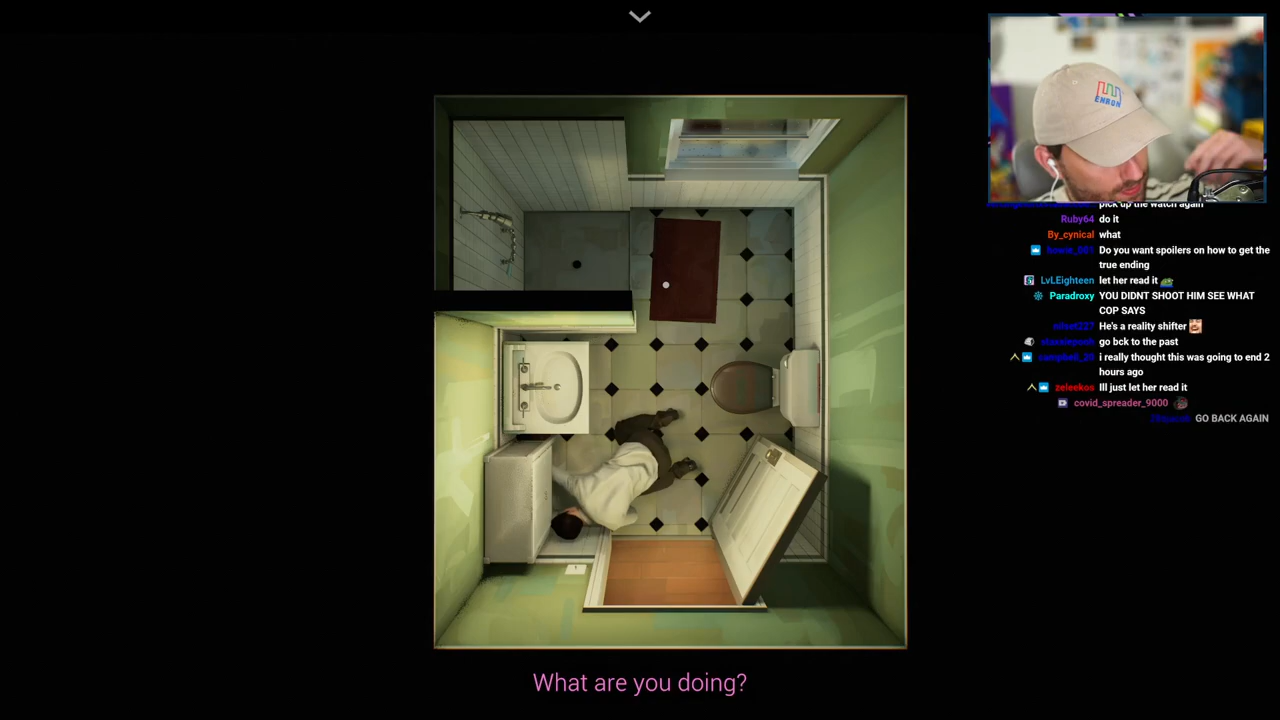 ENRON
pick up the watch again
Ruby64 do it
By_cynical what
Do you want spoilers on how to get the
true ending
LvLEighteen let her read it
Paradroxy YOU DIDNT SHOOT HIM SEE WHAT
COP SAYS
He's a reality shifter
go bck to the past
campbell_20 i really thought this was going to end 2
hours ago
zeleekos Ill just let her read it
covid_spreader_9000
GO BACK AGAIN
What are you doing?